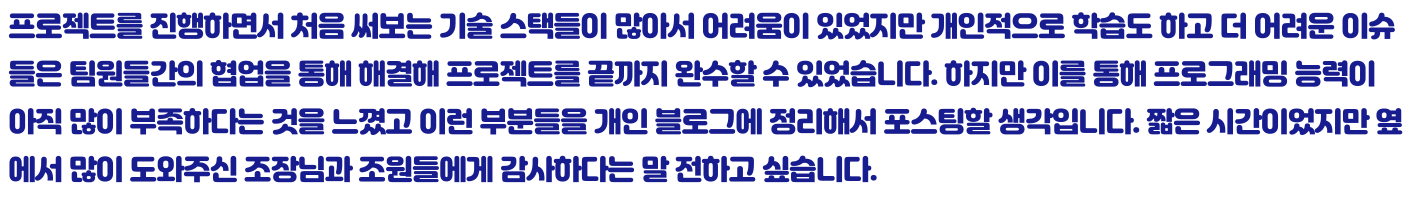 프로젝트를 진행하면서 처음 써보는 기술 스택들이 많아서 어려움이 있었지만 개인적으로 학습도 하고 더 어려운 이슈
들은 팀원들간의 협업을 통해 해결해 프로젝트를 끝까지 완수할 수 있었습니다. 하지만 이를 통해 프로그래밍 능력이
아직 많이 부족하다는 것을 느꼈고 이런 부분들을 개인 블로그에 정리해서 포스팅할 생각입니다. 짧은 시간이었지만 옆
에서 많이 도와주신 조장님과 조원들에게 감사하다는 말 전하고 싶습니다.